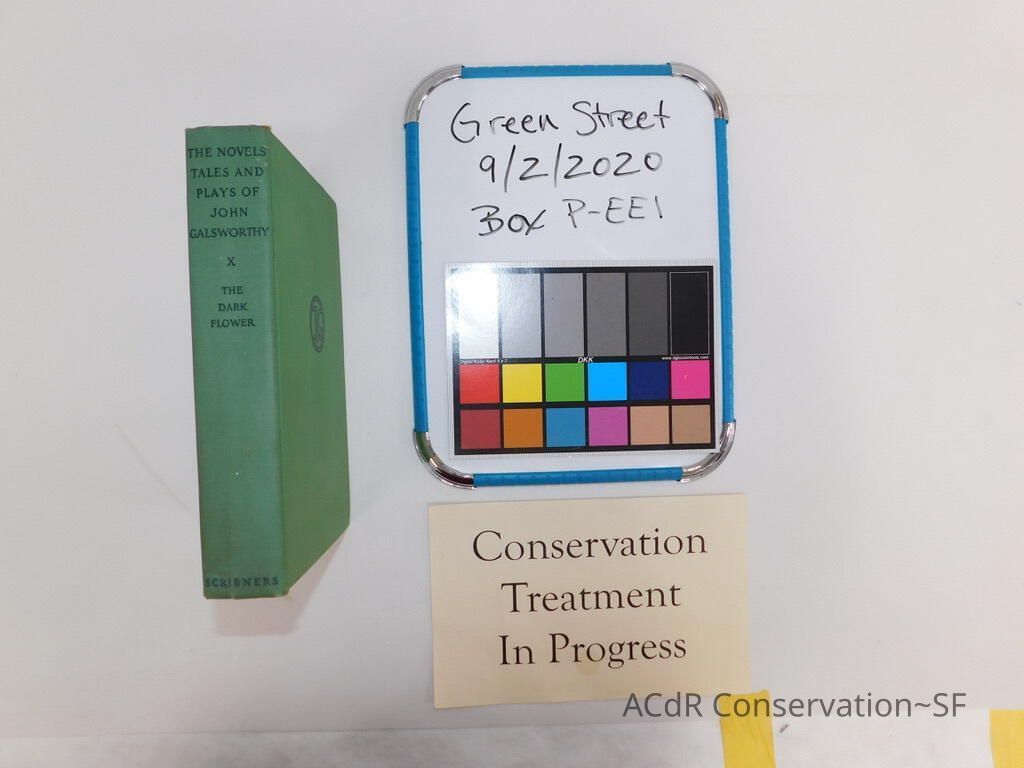 THE NOVELS
TALES AND
PLAYS OF
JOHN
GALSWORTHY
X
THE
DARK
FLOWER
SCRIBNERS
JG
Green Street
9/2/2020
Box P-EE1
DKK
Conservation
Treatment
In Progress
ACdR Conservation~SF